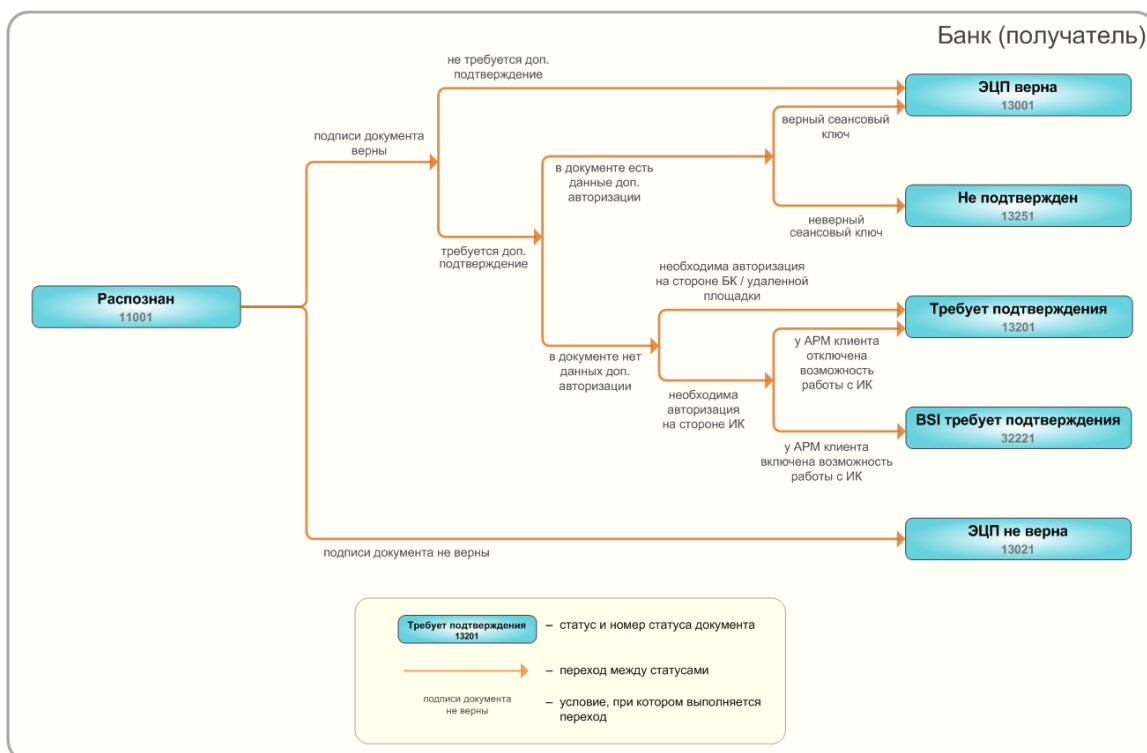 Банк (получатель)
не требуется доп.
подтверждение
ЭЦП верна
13001
верный сеансовый
ключ
подписи документа
верны
в документе есть
данные доп.
авторизации
Не подтвержден
13251
неверный
сеансовый ключ
требуется доп.
подтверждение
необходима авторизация
на стороне БК / удаленной
площадки
Распознан
11001
Требует подтверждения
13201
у АРМ клиента
отключена
возможность
работы с ИК
в документе нет
данных доп.
авторизации
необходима
авторизация
на стороне ИК
BSI требует подтверждения
32221
у АРМ клиента
включена возможность
работы с ИК
ЭЦП не верна
13021
подписи документа не верны
Требует подтверждения
13201
– статус и номер статуса документа
– переход между статусами
подписи документа
не верны
– условие, при котором выполняется
переход